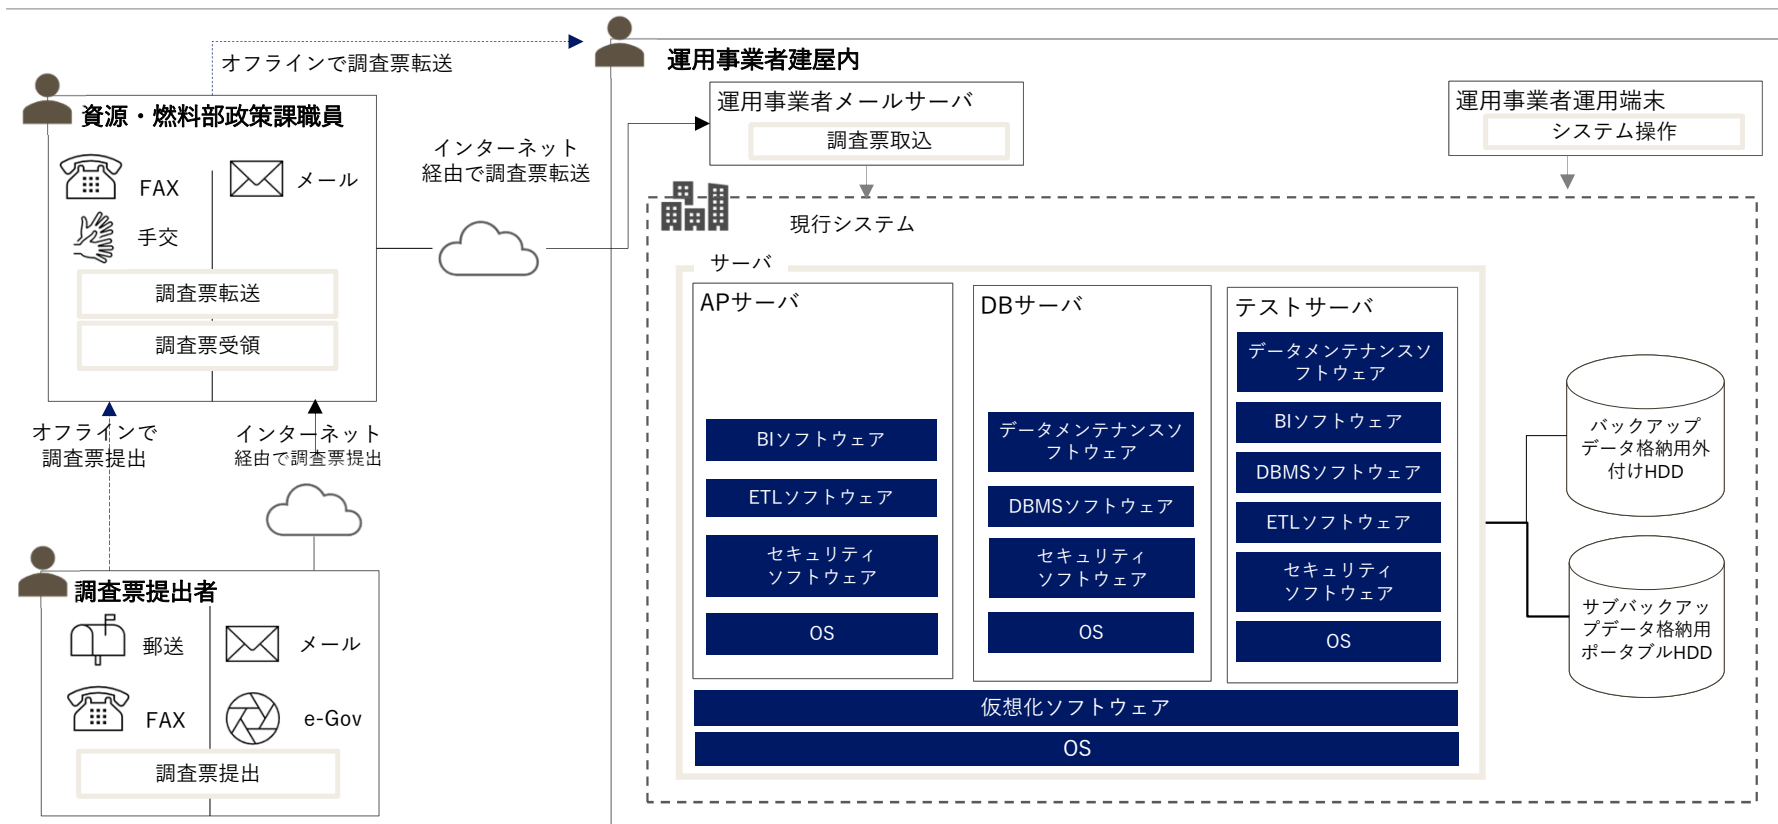 オフラインで調査票転送
資源・燃料部政策課職員
FAX
メール
手交
調査票転送
調査票受領
インターネット
経由で調査票転送
オフラインで
調査票提出
インターネット
経由で調査票提出
調査票提出者
郵送
メール
FAX
e-Gov
調査票提出
運用事業者建屋内
運用事業者メールサーバ
調査票取込
運用事業者運用端末
システム操作
現行システム
サーバ
APサーバ
BIソフトウェア
ETLソフトウェア
セキュリティ
ソフトウェア
OS
DBサーバ
データメンテナンスソ
フトウェア
DBMSソフトウェア
セキュリティ
ソフトウェア
OS
テストサーバ
データメンテナンスソ
フトウェア
BIソフトウェア
DBMSソフトウェア
ETLソフトウェア
セキュリティ
ソフトウェア
OS
仮想化ソフトウェア
OS
バックアップ
データ格納用外
付けHDD
サブバックアッ
プデータ格納用
ポータブルHDD